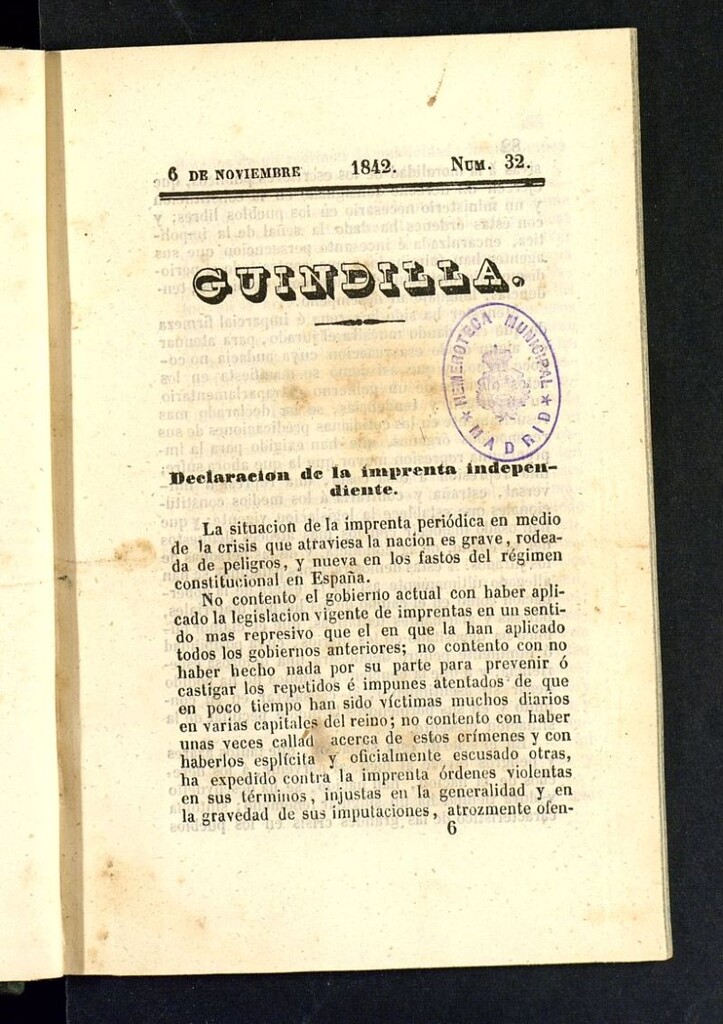 6 DE NOVIEMBRE 1842. NUM. 32.
GUINDILLA.
HEMEROTECA MUNICIPAL
★ MADRID ★
Declaracion de la imprenta indepen-
diente.
La situacion de la imprenta periódica en medio
de la crisis que atraviesa la nacion es grave, rodea-
da de peligros, y nueva en los fastos del régimen
constitucional en España.
No contento el gobierno actual con haber apli-
cado la legislacion vigente de imprentas en un senti-
do mas represivo que el en que la han aplicado
todos los gobiernos anteriores; no contento con no
haber hecho nada por su parte para prevenir ó
castigar los repetidos é impunes atentados de que
en poco tiempo han sido víctimas muchos diarios
en varias capitales del reino; no contento con haber
unas veces callad acerca de estos crímenes y con
haberlos esplícita y oficialmente escusado otras,
ha expedido contra la imprenta órdenes violentas
en sus términos, injustas en la generalidad y en
la gravedad de sus imputaciones, atrozmente ofen-
6